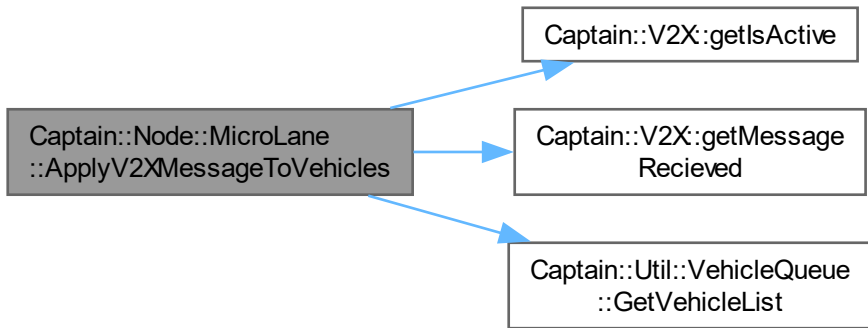 Captain::V2X::getIsActive
Captain::Node::MicroLane
::ApplyV2XMessageToVehicles
Captain::V2X::getMessage
Recieved
Captain::Util::VehicleQueue
::GetVehicleList